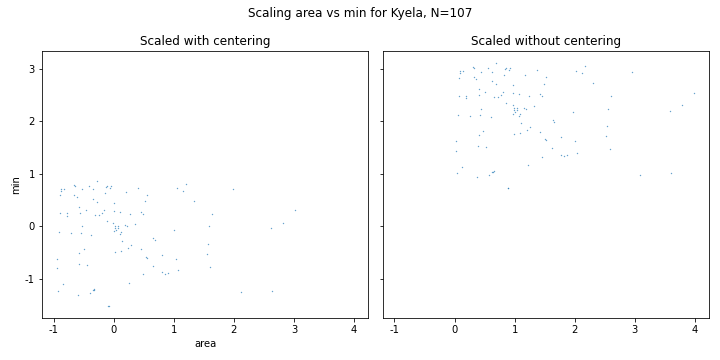 Scaling area vs min for Kyela, N=107
Scaled with centering
Scaled without centering
3
2
1
0
-1
min
-1 0 1 2 3 4
-1 0 1 2 3 4
area